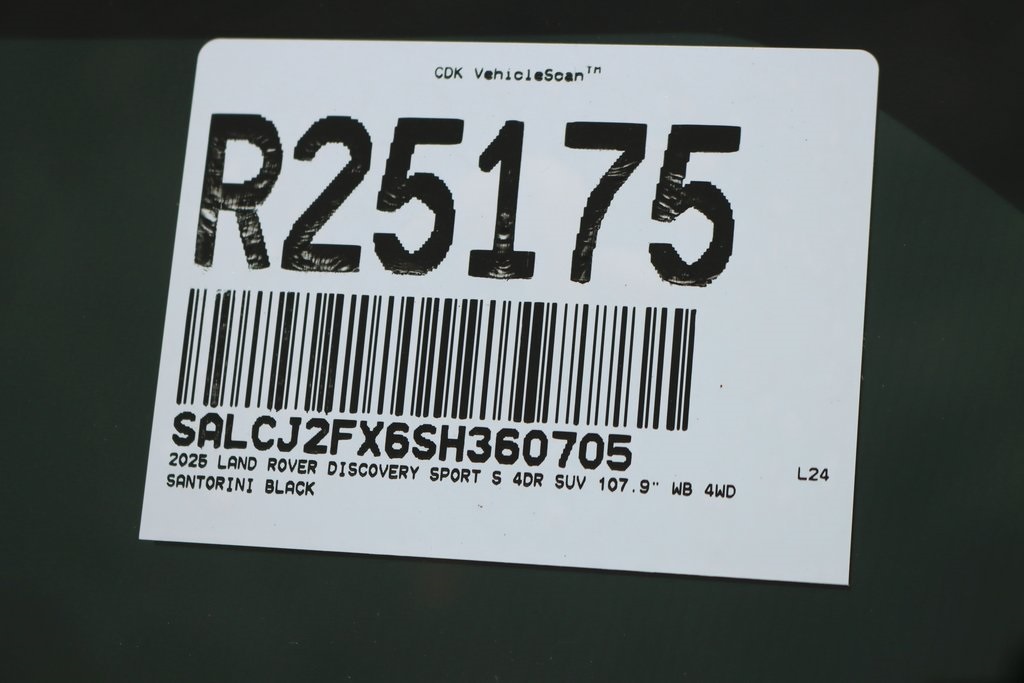 CDK VehicleScan™
R25175
SALCJ2FX6SH360705
2025 LAND ROVER DISCOVERY SPORT S 4DR SUV 107.9" WB 4WD
SANTORINI BLACK
L24